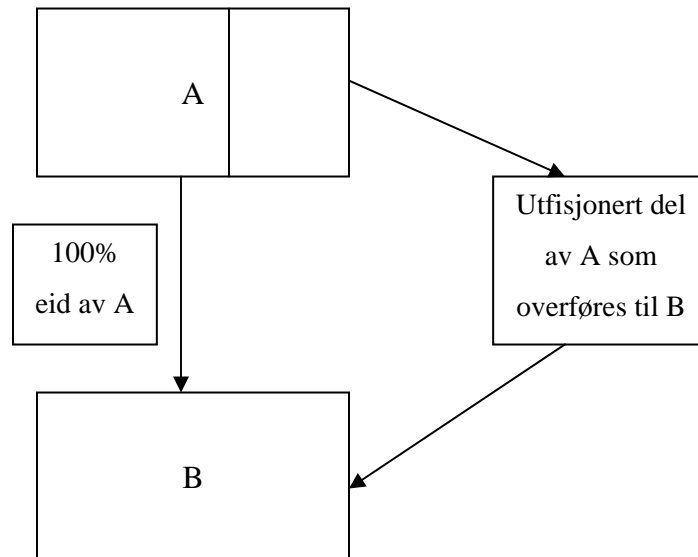 A
Utfisjonert del
av A som
overføres til B
100%
eid av A
B